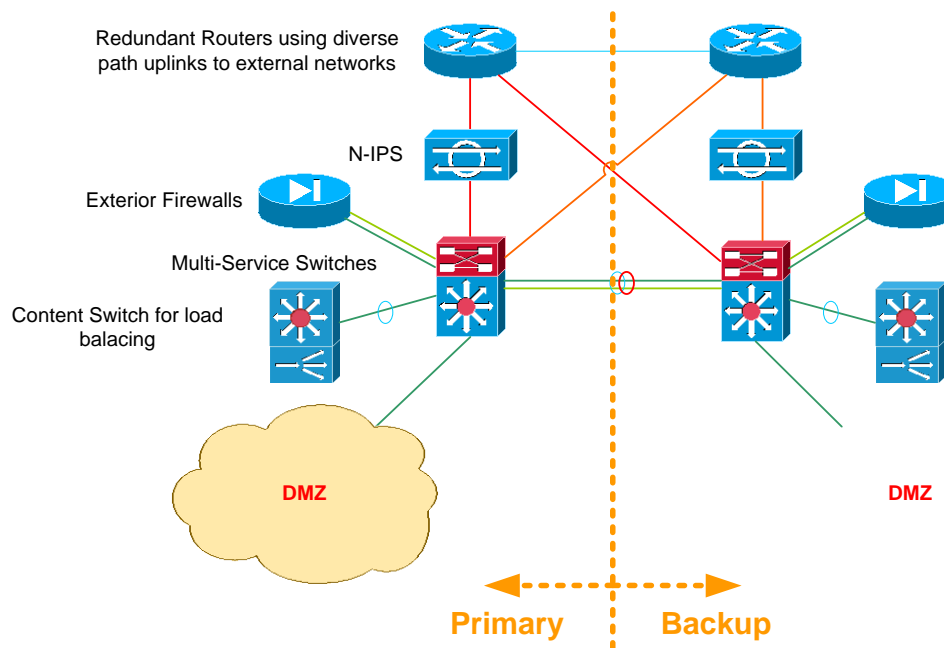 Redundant Routers using diverse
path uplinks to external networks
N-IPS
Exterior Firewalls
Multi-Service Switches
Content Switch for load
balacing
DMZ
DMZ
Primary
Backup